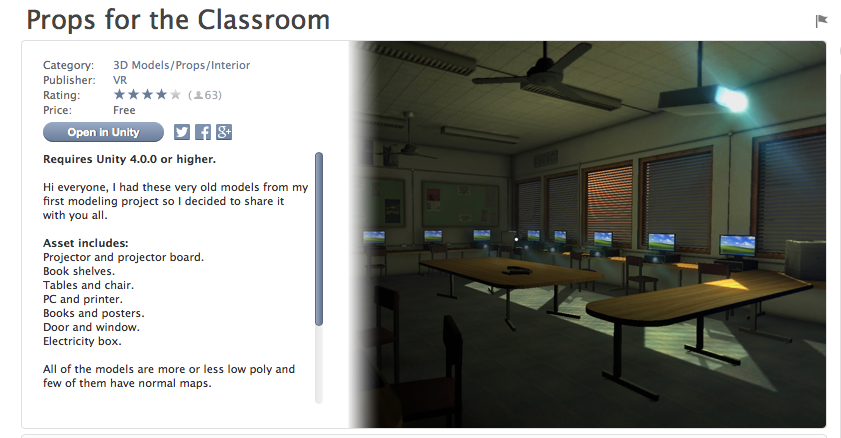 Props for the Classroom
Category: 3D Models/Props/Interior
Publisher: VR
Rating: ★★★★★ (63)
Price: Free
Open in Unity
Requires Unity 4.0.0 or higher.
Hi everyone, I had these very old models from my
first modeling project so I decided to share it
with you all.
Asset includes:
Projector and projector board.
Book shelves.
Tables and chair.
PC and printer.
Books and posters.
Door and window.
Electricity box.
All of the models are more or less low poly and
few of them have normal maps.